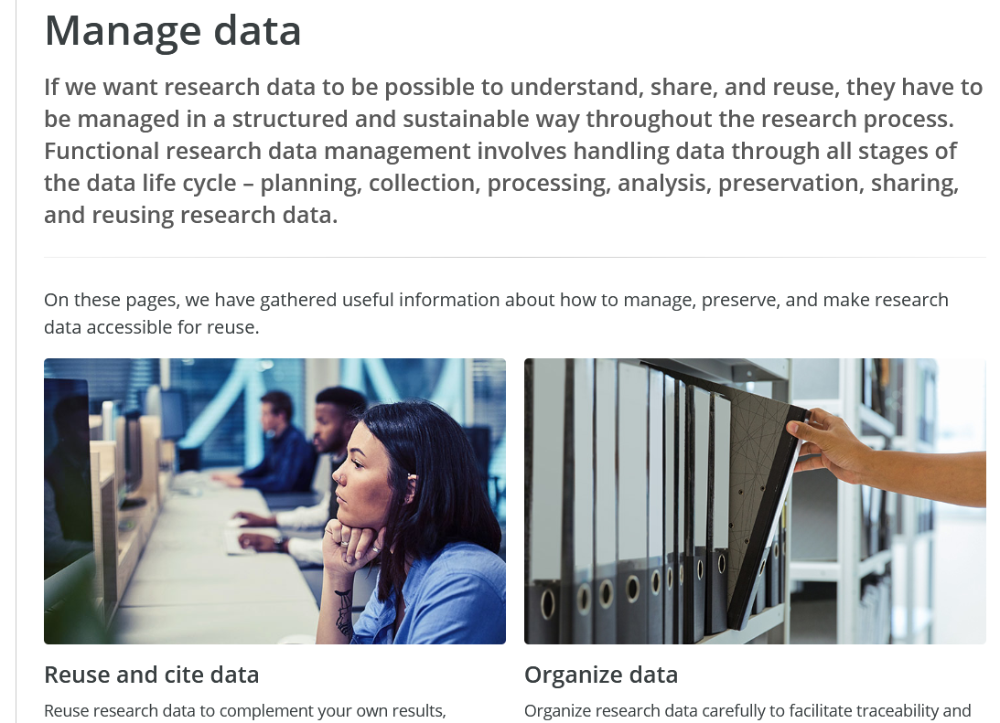 Manage data
If we want research data to be possible to understand, share, and reuse, they have to
be managed in a structured and sustainable way throughout the research process.
Functional research data management involves handling data through all stages of
the data life cycle – planning, collection, processing, analysis, preservation, sharing,
and reusing research data.
On these pages, we have gathered useful information about how to manage, preserve, and make research
data accessible for reuse.
Reuse and cite data
Organize data
Reuse research data to complement your own results,
Organize research data carefully to facilitate traceability and